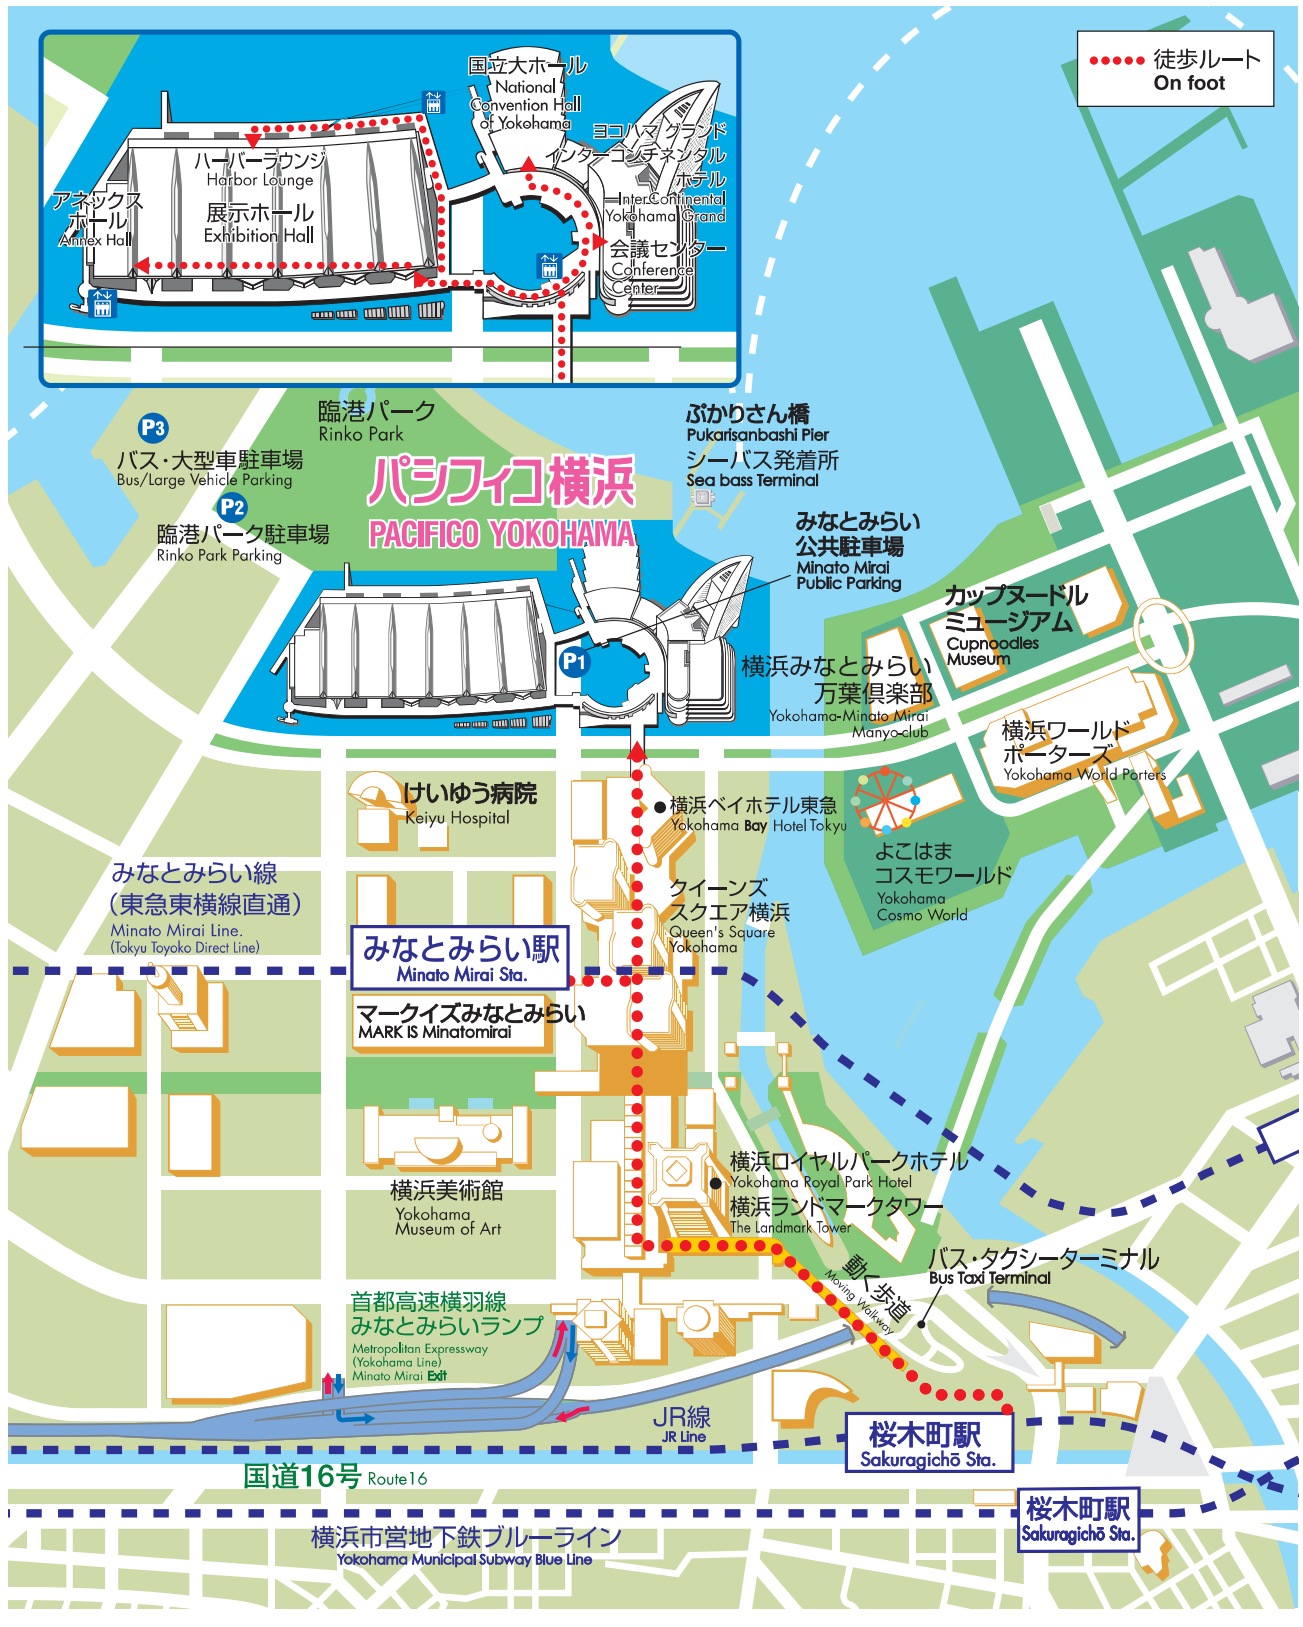 徒歩ルート
On foot
国立大ホール
National
Convention Hall
of Yokohama
ヨコハマ グランド
インターコンチネンタル
ホテル
InterContinental
Yokohama Grand
ハーバーラウンジ
Harbor Lounge
アネックス
ホール
Annex Hall
展示ホール
Exhibition Hall
会議センター
Conference
Center
臨港パーク
Rinko Park
P3
バス・大型車駐車場
Bus/Large Vehicle Parking
P2
臨港パーク駐車場
Rinko Park Parking
パシフィコ横浜
PACIFICO YOKOHAMA
ぷかりさん橋
Pukarisanbashi Pier
シーバス発着所
Sea bass Terminal
みなとみらい
公共駐車場
Minato Mirai
Public Parking
P1
カップヌードル
ミュージアム
Cupnoodles
Museum
横浜みなとみらい
万葉倶楽部
Yokohama-Minato Mirai
Manyo-club
横浜ワールド
ポーターズ
Yokohama World Porters
けいゆう病院
Keiyu Hospital
横浜ベイホテル東急
Yokohama Bay Hotel Tokyu
よこはま
コスモワールド
Yokohama
Cosmo World
みなとみらい線
（東急東横線直通）
Minato Mirai Line.
(Tokyu Toyoko Direct Line)
クイーンズ
スクエア横浜
Queen's Square
Yokohama
みなとみらい駅
Minato Mirai Sta.
マークイズみなとみらい
MARK IS Minatomirai
横浜美術館
Yokohama
Museum of Art
横浜ロイヤルパークホテル
Yokohama Royal Park Hotel
横浜ランドマークタワー
The Landmark Tower
動く歩道
Moving Walkway
バス・タクシーターミナル
Bus Taxi Terminal
首都高速横羽線
みなとみらいランプ
Metropolitan Expressway
(Yokohama Line)
Minato Mirai Exit
JR線
JR Line
桜木町駅
Sakuragichō Sta.
国道16号 Route16
桜木町駅
Sakuragichō Sta.
横浜市営地下鉄ブルーライン
Yokohama Municipal Subway Blue Line